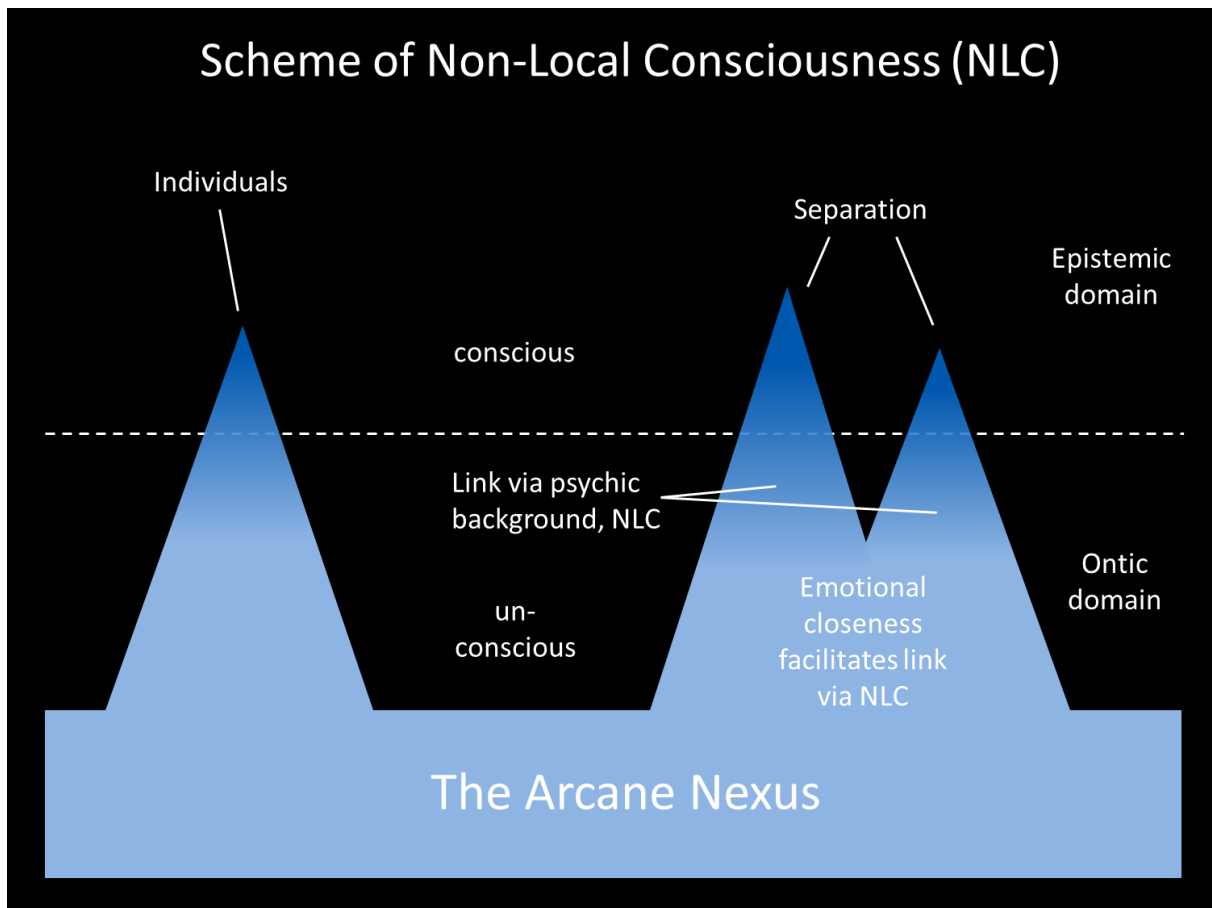 Scheme of Non-Local Consciousness (NLC)
Individuals
Separation
Epistemic
domain
conscious
Link via psychic
background, NLC
un-
conscious
Emotional
closeness
facilitates link
via NLC
Ontic
domain
The Arcane Nexus